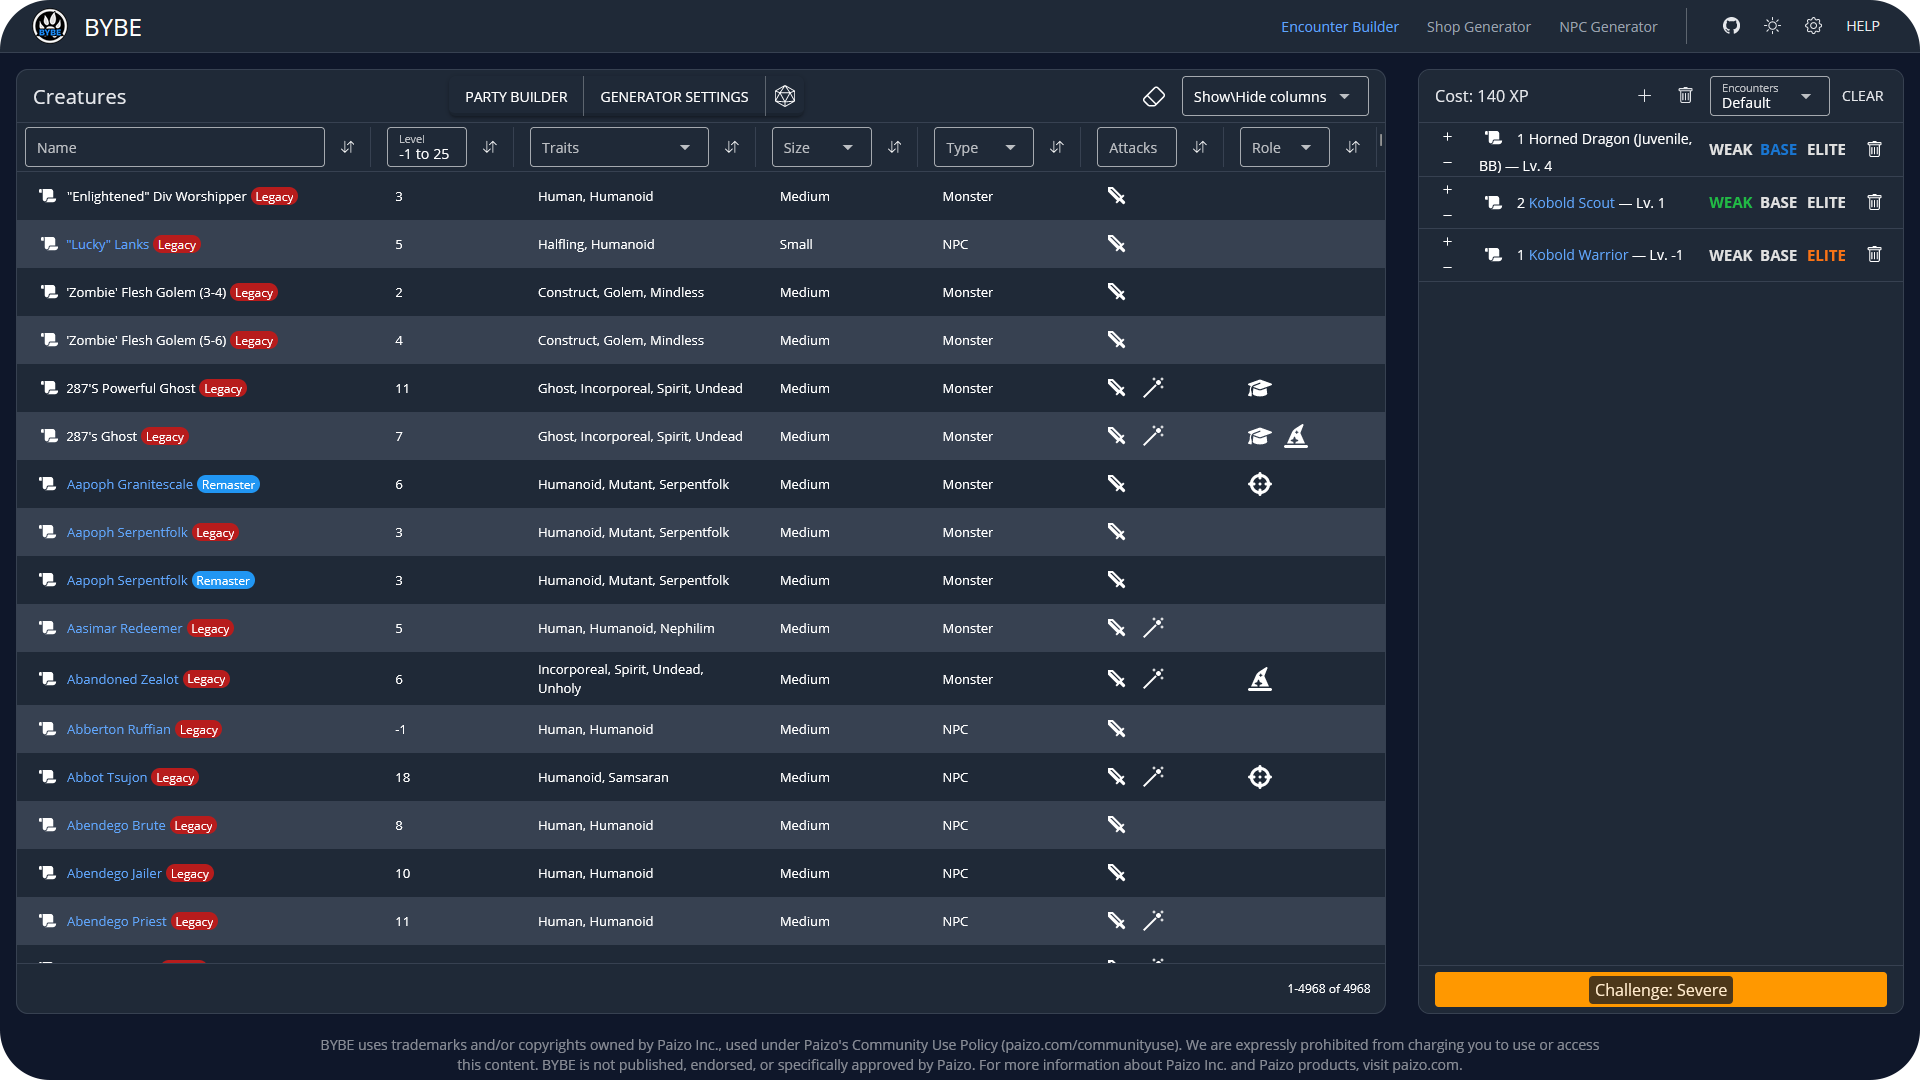 BYBE
Encounter Builder Shop Generator NPC Generator HELP
Creatures PARTY BUILDER GENERATOR SETTINGS Show\Hide columns
Name Level -1 to 25 Traits Size Type Attacks Role
"Enlightened" Div Worshipper Legacy 3 Human, Humanoid Medium Monster
"Lucky" Lanks Legacy 5 Halfling, Humanoid Small NPC
'Zombie' Flesh Golem (3-4) Legacy 2 Construct, Golem, Mindless Medium Monster
'Zombie' Flesh Golem (5-6) Legacy 4 Construct, Golem, Mindless Medium Monster
287'S Powerful Ghost Legacy 11 Ghost, Incorporeal, Spirit, Undead Medium Monster
287's Ghost Legacy 7 Ghost, Incorporeal, Spirit, Undead Medium Monster
Aapoph Granitescale Remaster 6 Humanoid, Mutant, Serpentfolk Medium Monster
Aapoph Serpentfolk Legacy 3 Humanoid, Mutant, Serpentfolk Medium Monster
Aapoph Serpentfolk Remaster 3 Humanoid, Mutant, Serpentfolk Medium Monster
Aasimar Redeemer Legacy 5 Human, Humanoid, Nephilim Medium Monster
Abandoned Zealot Legacy 6 Incorporeal, Spirit, Undead, Unholy Medium Monster
Abberton Ruffian Legacy -1 Human, Humanoid Medium NPC
Abbot Tsujon Legacy 18 Humanoid, Samsaran Medium NPC
Abendego Brute Legacy 8 Human, Humanoid Medium NPC
Abendego Jailer Legacy 10 Human, Humanoid Medium NPC
Abendego Priest Legacy 11 Human, Humanoid Medium NPC
1-4968 of 4968
Cost: 140 XP Encounters Default CLEAR
1 Horned Dragon (Juvenile, BB) — Lv. 4 WEAK BASE ELITE
2 Kobold Scout — Lv. 1 WEAK BASE ELITE
1 Kobold Warrior — Lv. -1 WEAK BASE ELITE
Challenge: Severe
BYBE uses trademarks and/or copyrights owned by Paizo Inc., used under Paizo's Community Use Policy (paizo.com/communityuse). We are expressly prohibited from charging you to use or access
this content. BYBE is not published, endorsed, or specifically approved by Paizo. For more information about Paizo Inc. and Paizo products, visit paizo.com.